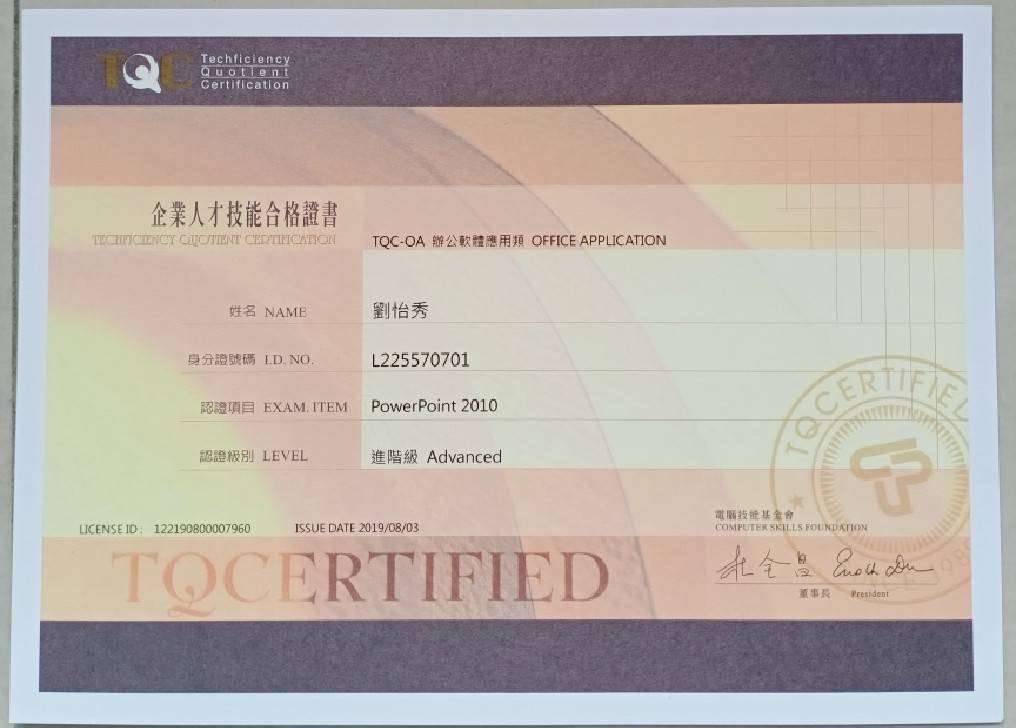 TQC Techficiency
Quotient
Certification
企業人才技能合格證書
TECHFICIENCY QUOTIENT CERTIFICATION
TQC-OA 辦公軟體應用類 OFFICE APPLICATION
姓名 NAME 劉怡秀
身分證號碼 I.D. NO. L225570701
認證項目 EXAM. ITEM PowerPoint 2010
認證級別 LEVEL 進階級 Advanced
TQCERTIFIED
LICENSE ID : 122190800007960 ISSUE DATE 2019/08/03
電腦技能基金會
COMPUTER SKILLS FOUNDATION
TQCERTIFIED
杜全昌
董事長 President